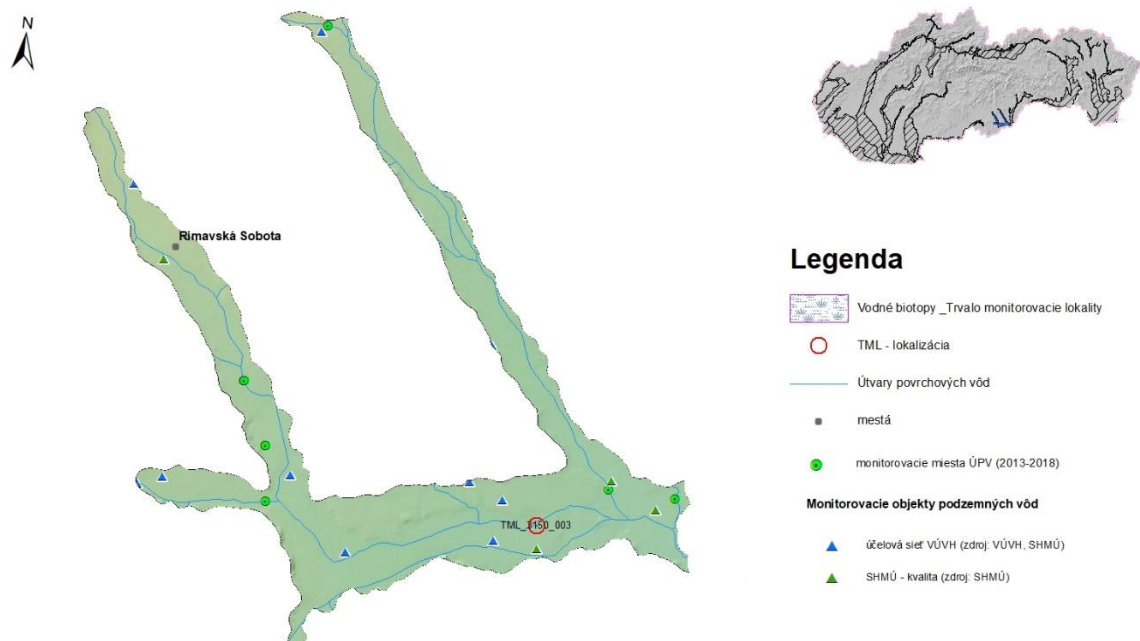 N
Rimavská Sobota
TML_3150_003
Legenda
Vodné biotopy _Trvalo monitorovacie lokality
TML - lokalizácia
Útvary povrchových vôd
mestá
monitorovacie miesta ÚPV (2013-2018)
Monitorovacie objekty podzemných vôd
účelová sieť VÚVH (zdroj: VÚVH, SHMÚ)
SHMÚ - kvalita (zdroj: SHMÚ)